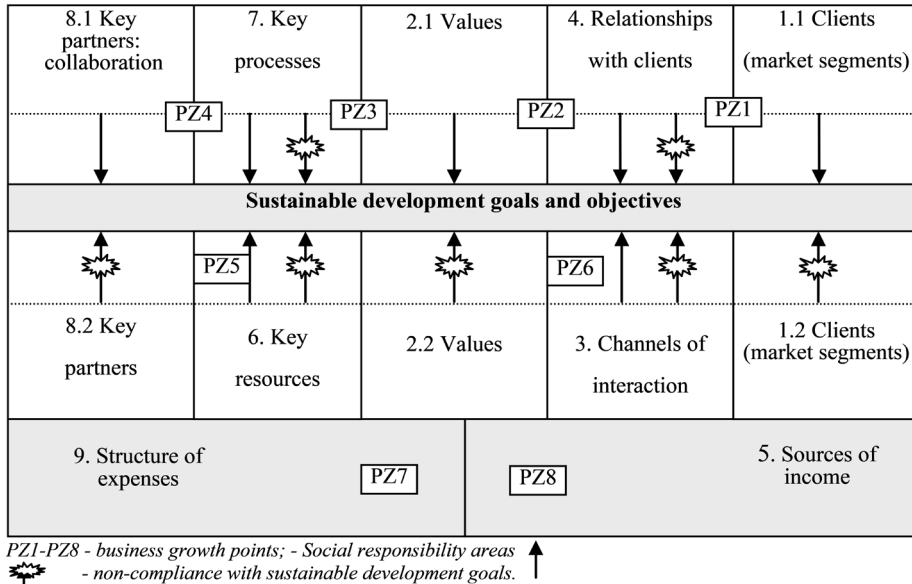 8.1 Key
partners:
collaboration
7. Key
processes
2.1 Values
4. Relationships
with clients
1.1 Clients
(market segments)
PZ4
PZ3
PZ2
PZ1
Sustainable development goals and objectives
PZ5
PZ6
8.2 Key
partners
6. Key
resources
2.2 Values
3. Channels of
interaction
1.2 Clients
(market segments)
9. Structure of
expenses
PZ7
PZ8
5. Sources of
income
PZ1-PZ8 - business growth points; - Social responsibility areas
- non-compliance with sustainable development goals.